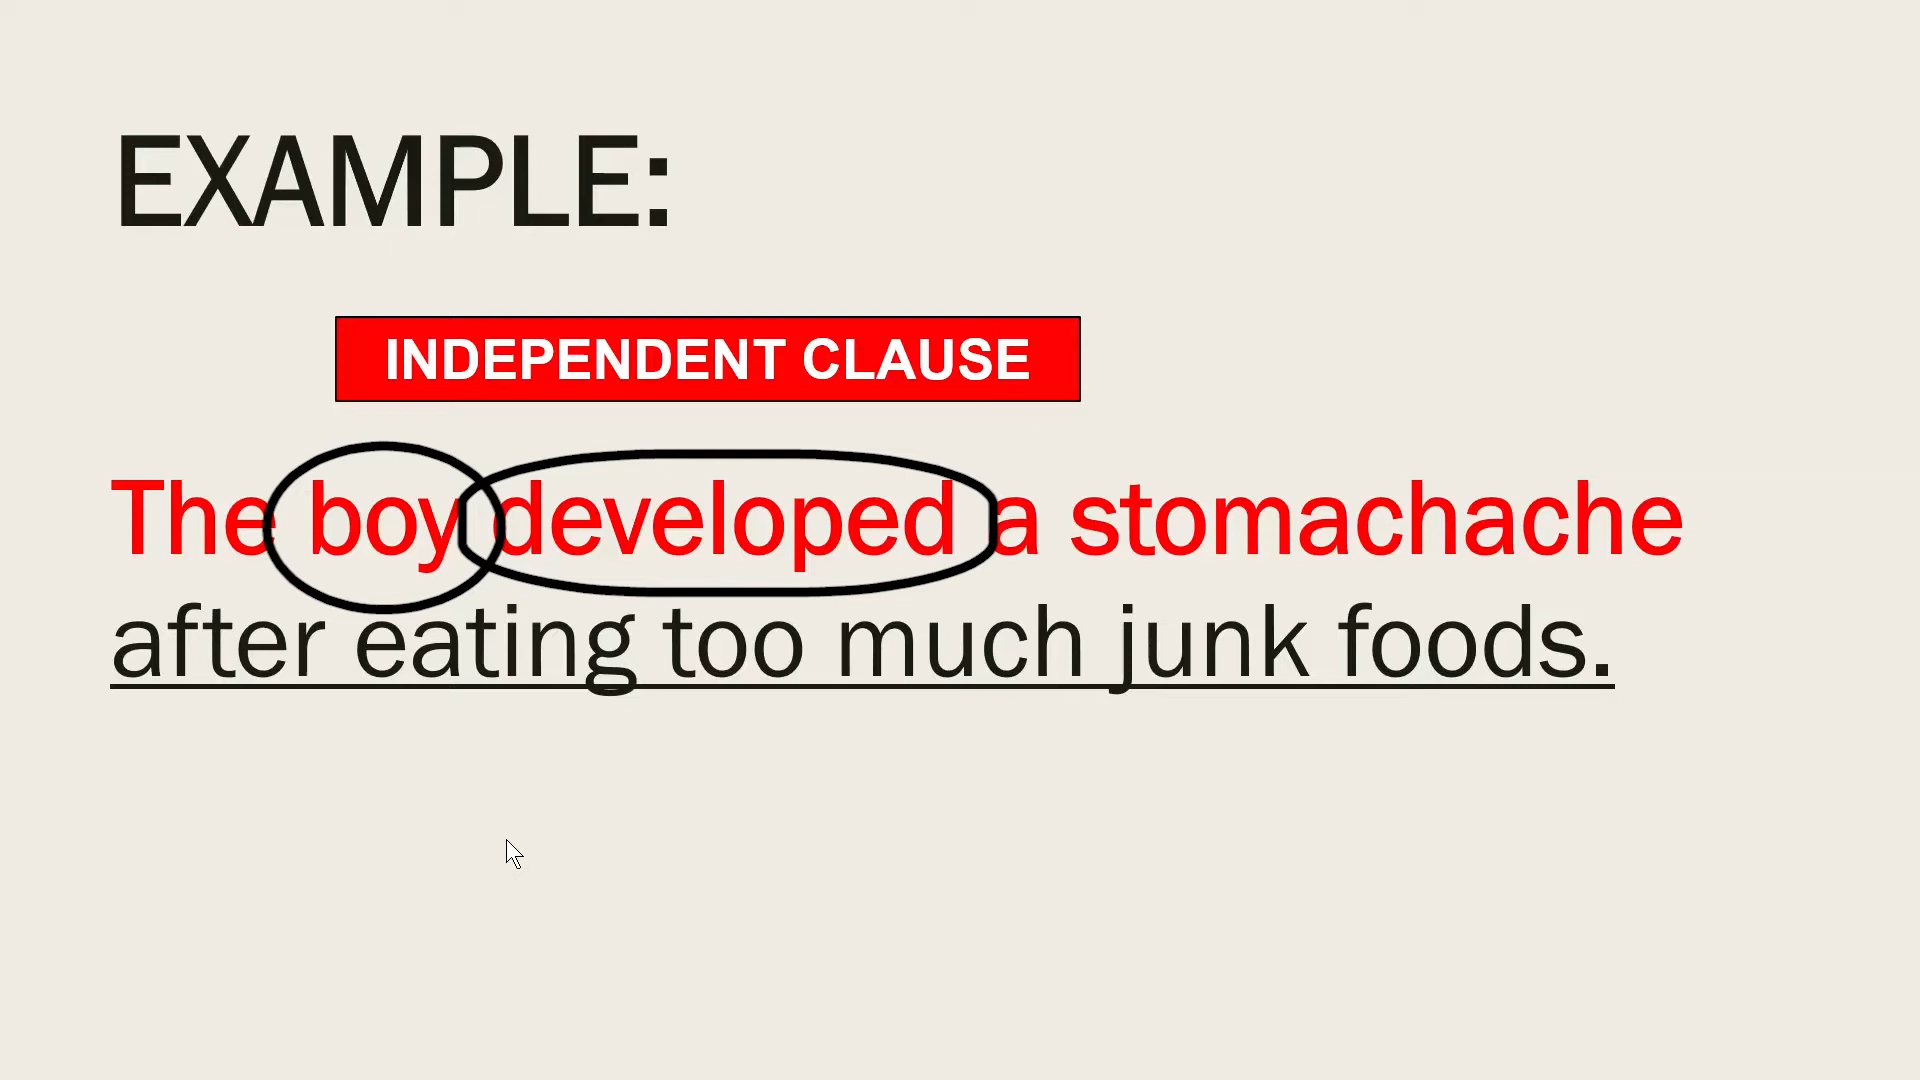 EXAMPLE:
INDEPENDENT CLAUSE
The boy developed a stomachache
after eating too much junk foods.